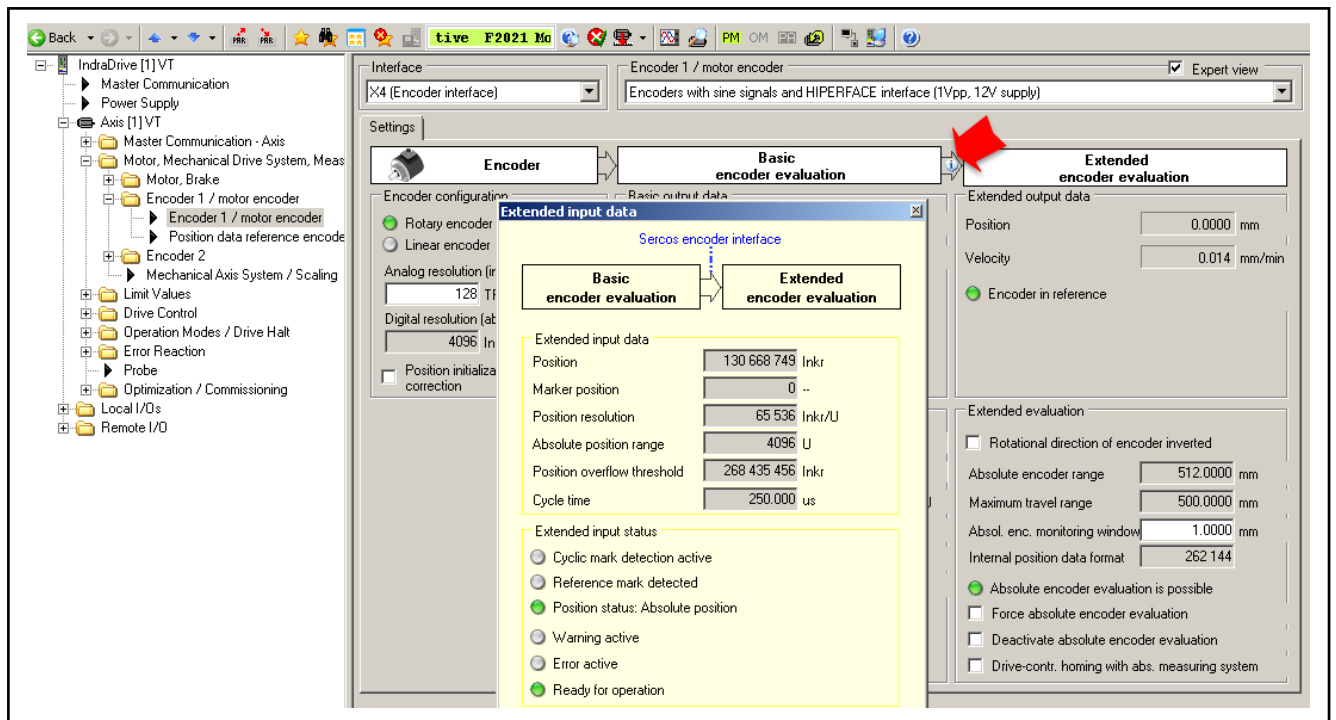 Back
PAR
PAR
tive F2021 Mo
PM
OM
IndraDrive [1] VT
Master Communication
Power Supply
Axis [1] VT
Master Communication - Axis
Motor, Mechanical Drive System, Meas
Motor, Brake
Encoder 1 / motor encoder
Encoder 1 / motor encoder
Position data reference encode
Encoder 2
Mechanical Axis System / Scaling
Limit Values
Drive Control
Operation Modes / Drive Halt
Error Reaction
Probe
Optimization / Commissioning
Local I/Os
Remote I/O
Interface
X4 (Encoder interface)
Encoder 1 / motor encoder
Expert view
Encoders with sine signals and HIPERFACE interface (1Vpp, 12V supply)
Settings
Encoder
Basic
encoder evaluation
Extended
encoder evaluation
Encoder configuration
Rotary encoder
Linear encoder
Analog resolution (in
128 TF
Digital resolution (ab
4096 In
Position initializa
correction
Basic output data
Extended input data
Sercos encoder interface
Basic
encoder evaluation
Extended
encoder evaluation
Extended input data
Position 130 668 749 Inkr
Marker position 0 --
Position resolution 65 536 Inkr/U
Absolute position range 4096 U
Position overflow threshold 268 435 456 Inkr
Cycle time 250.000 us
Extended input status
Cyclic mark detection active
Reference mark detected
Position status: Absolute position
Warning active
Error active
Ready for operation
Extended output data
Position 0.0000 mm
Velocity 0.014 mm/min
Encoder in reference
Extended evaluation
Rotational direction of encoder inverted
Absolute encoder range 512.0000 mm
Maximum travel range 500.0000 mm
Absol. enc. monitoring window 1.0000 mm
Internal position data format 262 144
Absolute encoder evaluation is possible
Force absolute encoder evaluation
Deactivate absolute encoder evaluation
Drive-contr. homing with abs. measuring system